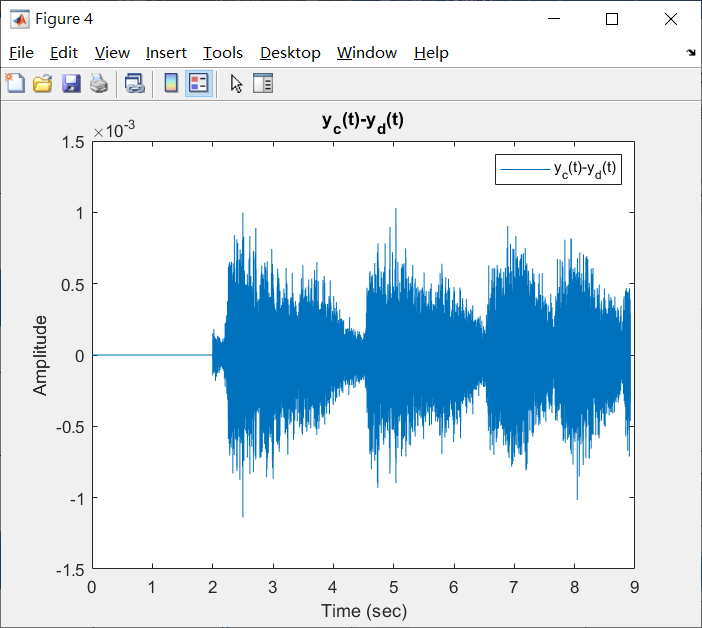 Figure 4
File Edit View Insert Tools Desktop Window Help
y_c(t)-y_d(t)
×10^-3
y_c(t)-y_d(t)
1.5
1
0.5
0
-0.5
-1
-1.5
Amplitude
0 1 2 3 4 5 6 7 8 9
Time (sec)